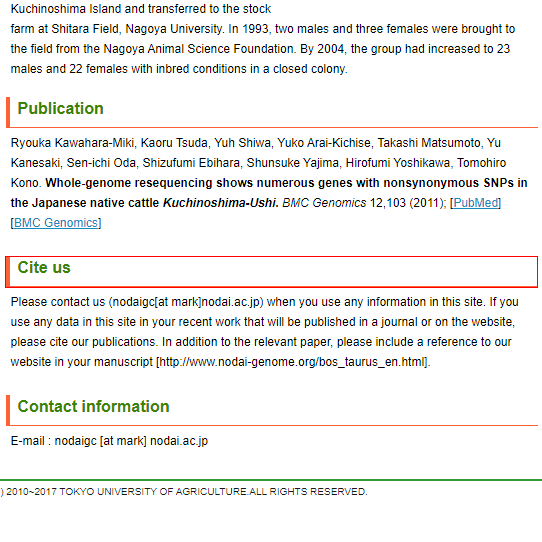 Kuchinoshima Island and transferred to the stock
farm at Shitara Field, Nagoya University. In 1993, two males and three females were brought to
the field from the Nagoya Animal Science Foundation. By 2004, the group had increased to 23
males and 22 females with inbred conditions in a closed colony.
Publication
Ryouka Kawahara-Miki, Kaoru Tsuda, Yuh Shiwa, Yuko Arai-Kichise, Takashi Matsumoto, Yu
Kanesaki, Sen-ichi Oda, Shizufumi Ebihara, Shunsuke Yajima, Hirofumi Yoshikawa, Tomohiro
Kono. Whole-genome resequencing shows numerous genes with nonsynonymous SNPs in
the Japanese native cattle Kuchinoshima-Ushi. BMC Genomics 12,103 (2011); [PubMed]
[BMC Genomics]
Cite us
Please contact us (nodaigc[at mark]nodai.ac.jp) when you use any information in this site. If you
use any data in this site in your recent work that will be published in a journal or on the website,
please cite our publications. In addition to the relevant paper, please include a reference to our
website in your manuscript [http://www.nodai-genome.org/bos_taurus_en.html].
Contact information
E-mail : nodaigc [at mark] nodai.ac.jp
) 2010~2017 TOKYO UNIVERSITY OF AGRICULTURE.ALL RIGHTS RESERVED.